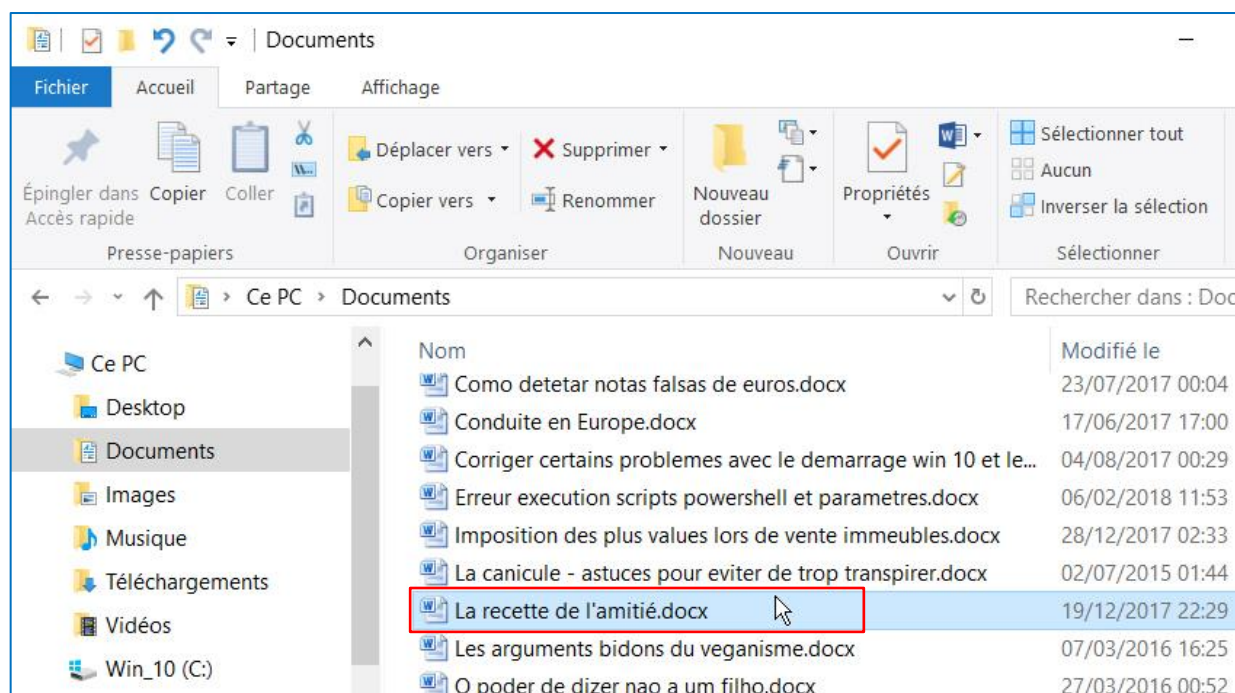 Documents
Fichier Accueil Partage Affichage
Épingler dans Accès rapide
Copier
Coller
Déplacer vers
Copier vers
Supprimer
Renommer
Nouveau dossier
Propriétés
Sélectionner tout
Aucun
Inverser la sélection
Presse-papiers Organiser Nouveau Ouvrir Sélectionner
Ce PC > Documents
Rechercher dans : Doc
Ce PC
Desktop
Documents
Images
Musique
Téléchargements
Vidéos
Win_10 (C:)
Nom Modifié le
Como detetar notas falsas de euros.docx 23/07/2017 00:04
Conduite en Europe.docx 17/06/2017 17:00
Corriger certains problemes avec le demarrage win 10 et le... 04/08/2017 00:29
Erreur execution scripts powershell et parametres.docx 06/02/2018 11:53
Imposition des plus values lors de vente immeubles.docx 28/12/2017 02:33
La canicule - astuces pour eviter de trop transpirer.docx 02/07/2015 01:44
La recette de l'amitié.docx 19/12/2017 22:29
Les arguments bidons du veganisme.docx 07/03/2016 16:25
O poder de dizer nao a um filho.docx 27/03/2016 00:52